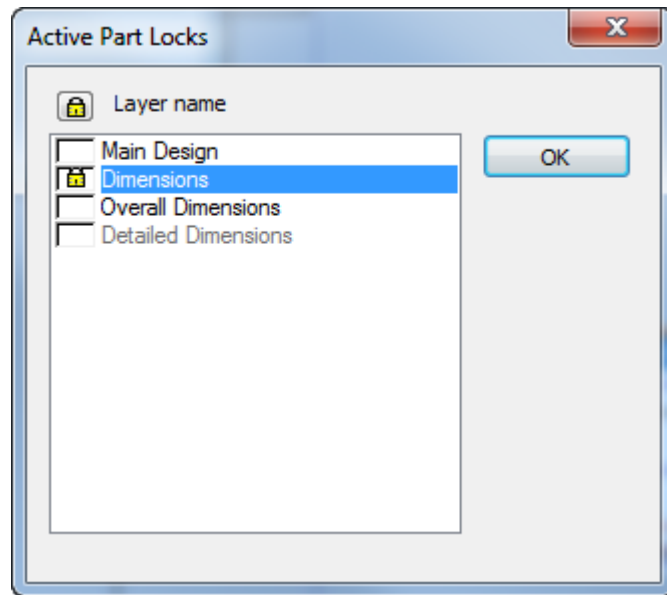 Active Part Locks
Layer name
Main Design
OK
Dimensions
Overall Dimensions
Detailed Dimensions